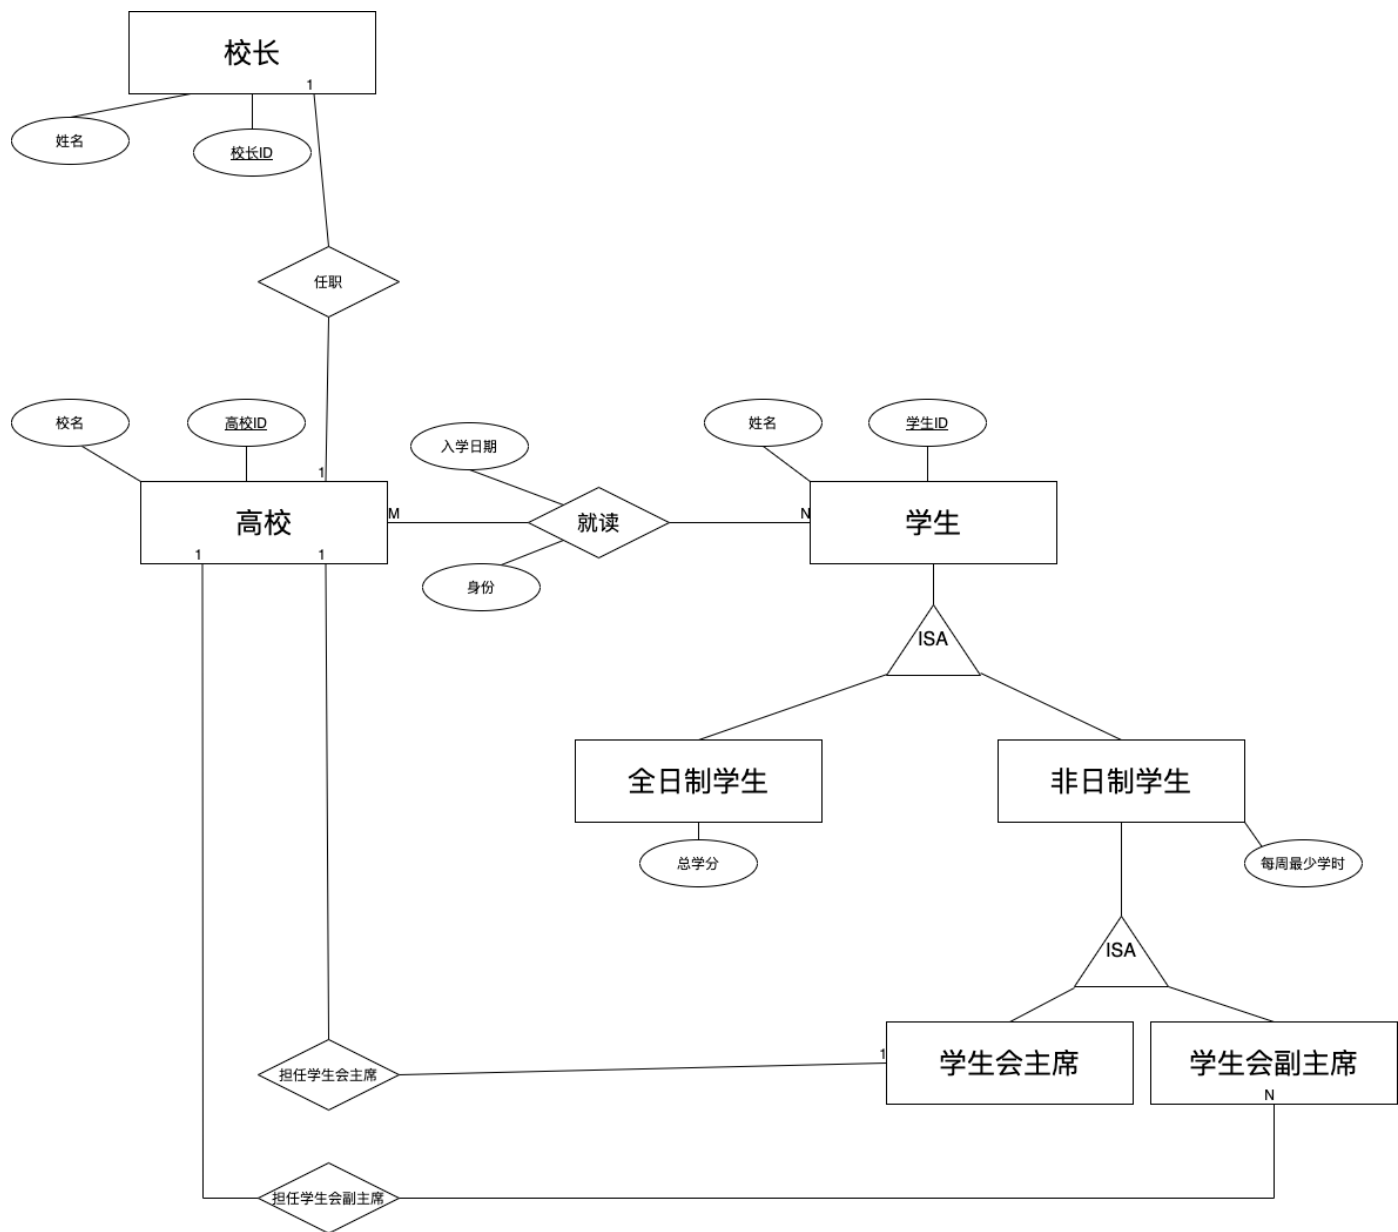 校长
1
姓名
校长ID
任职
校名
高校ID
入学日期
姓名
学生ID
1
高校
M
就读
N
学生
1
1
身份
ISA
全日制学生
非日制学生
总学分
每周最少学时
ISA
担任学生会主席
1
学生会主席
学生会副主席
N
担任学生会副主席